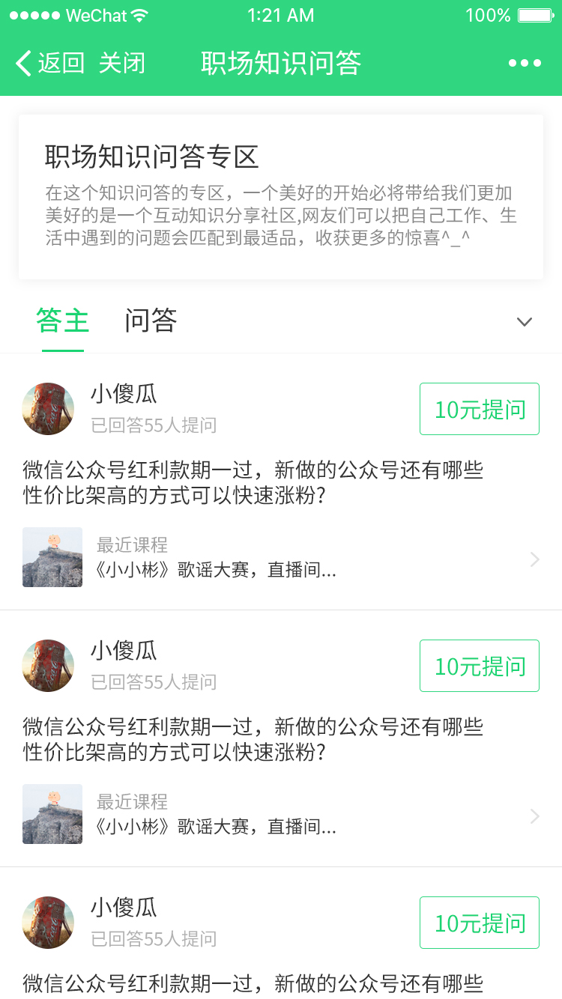 WeChat 1:21 AM 100%
返回 关闭 职场知识问答
职场知识问答专区
在这个知识问答的专区，一个美好的开始必将带给我们更加
美好的是一个互动知识分享社区,网友们可以把自己工作、生
活中遇到的问题会匹配到最适品，收获更多的惊喜^_^
答主 问答
小傻瓜
已回答55人提问
10元提问
微信公众号红利款期一过，新做的公众号还有哪些
性价比架高的方式可以快速涨粉?
最近课程
《小小彬》歌谣大赛，直播间...
小傻瓜
已回答55人提问
10元提问
微信公众号红利款期一过，新做的公众号还有哪些
性价比架高的方式可以快速涨粉?
最近课程
《小小彬》歌谣大赛，直播间...
小傻瓜
已回答55人提问
10元提问
微信公众号红利款期一过，新做的公众号还有哪些